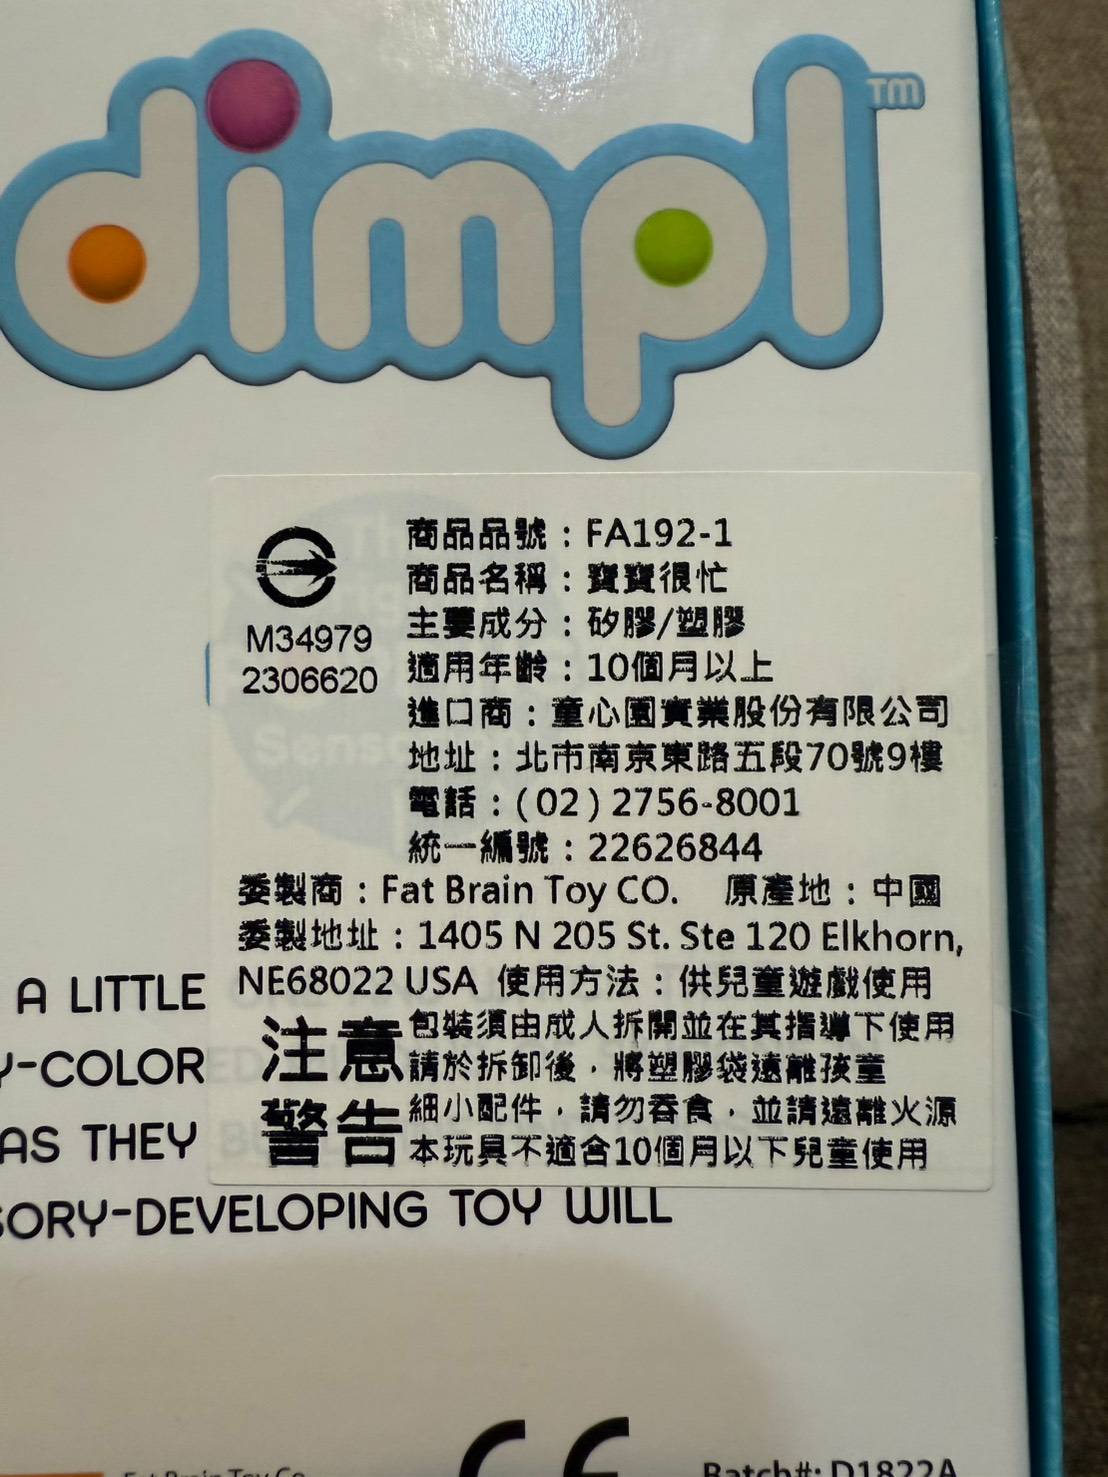 dimpl™
M34979
2306620
商品品號：FA192-1
商品名稱：寶寶很忙
主要成分：矽膠/塑膠
適用年齡：10個月以上
進口商：童心園實業股份有限公司
地址：北市南京東路五段70號9樓
電話：(02) 2756-8001
統一編號：22626844
委製商：Fat Brain Toy CO. 原產地：中國
委製地址：1405 N 205 St. Ste 120 Elkhorn,
NE68022 USA 使用方法：供兒童遊戲使用
注意 包裝須由成人拆開並在其指導下使用
請於拆卸後，將塑膠袋遠離孩童
警告 細小配件，請勿吞食，並請遠離火源
本玩具不適合10個月以下兒童使用
A LITTLE
Y-COLOR
AS THEY
SORY-DEVELOPING TOY WILL
CE
Fat Brain Toy Co.
Batch#: D1822A